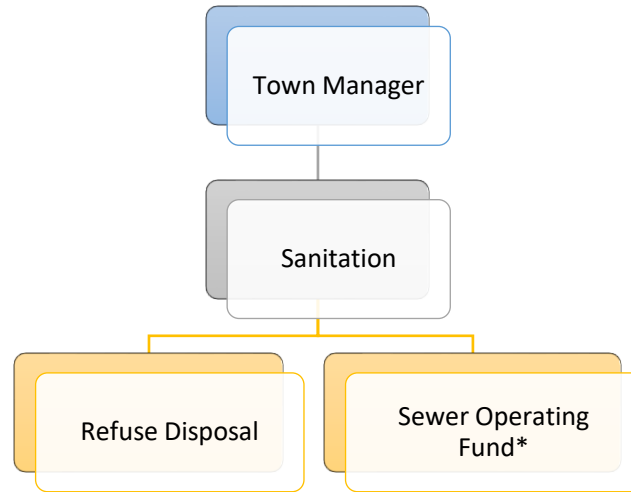 Town Manager
Sanitation
Refuse Disposal
Sewer Operating
Fund*